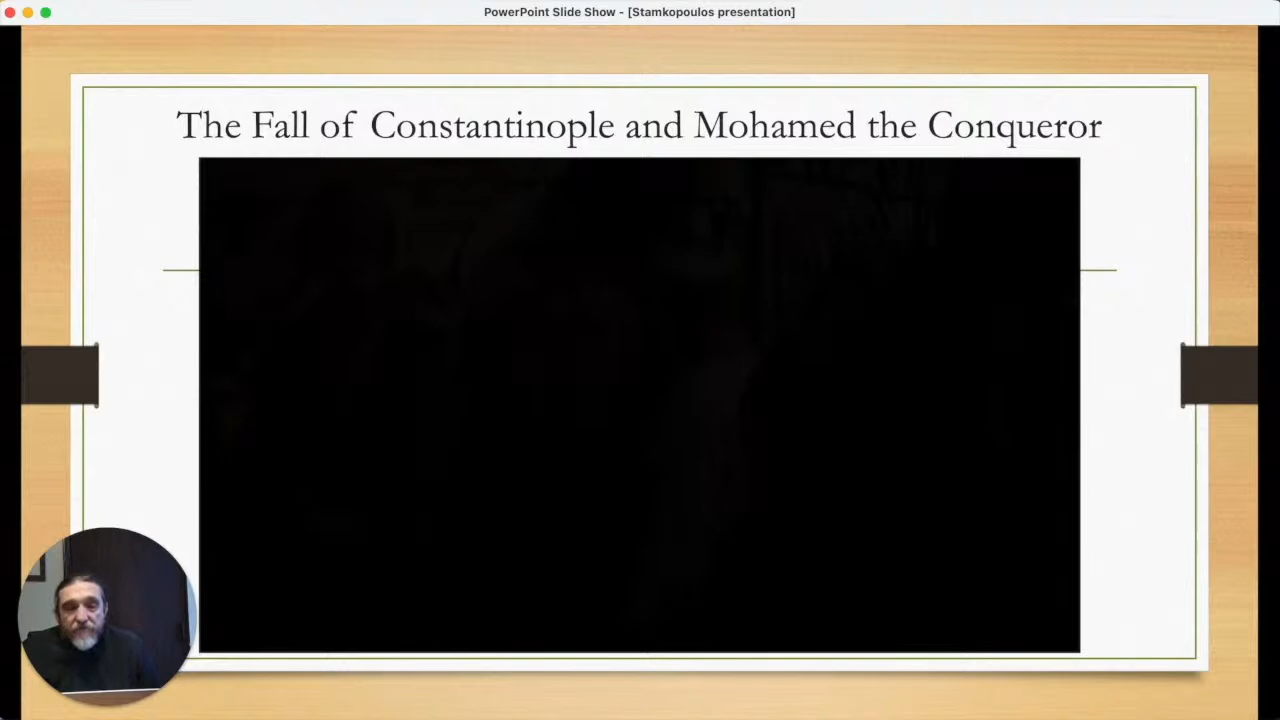 PowerPoint Slide Show - [Stamkopoulos presentation]
The Fall of Constantinople and Mohamed the Conqueror